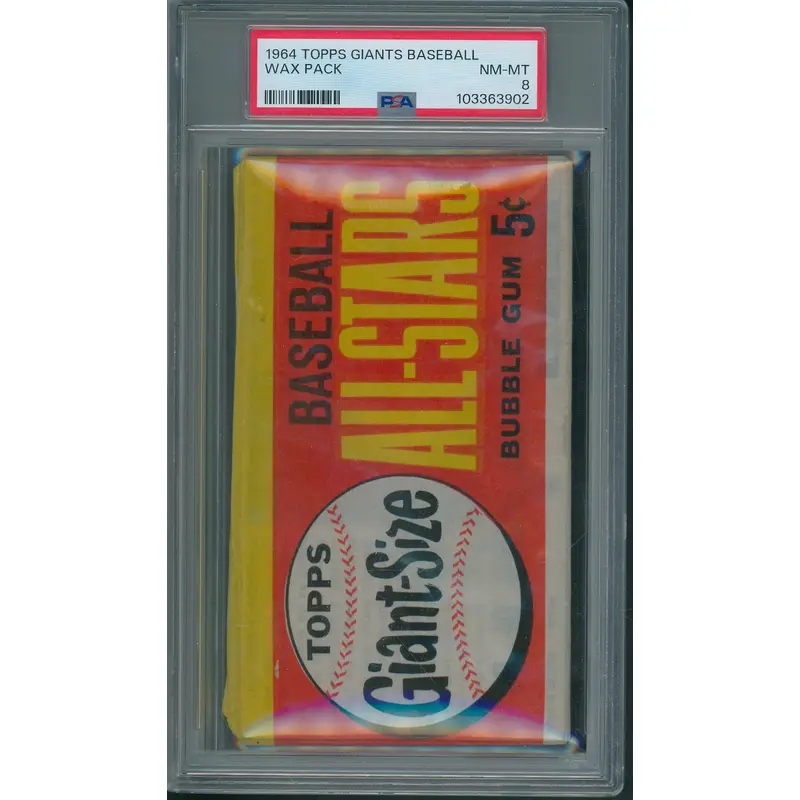 1964 TOPPS GIANTS BASEBALL
WAX PACK NM-MT
8
PSA 103363902
BASEBALL
ALL-STARS
BUBBLE GUM 5¢
TOPPS
Giant-Size